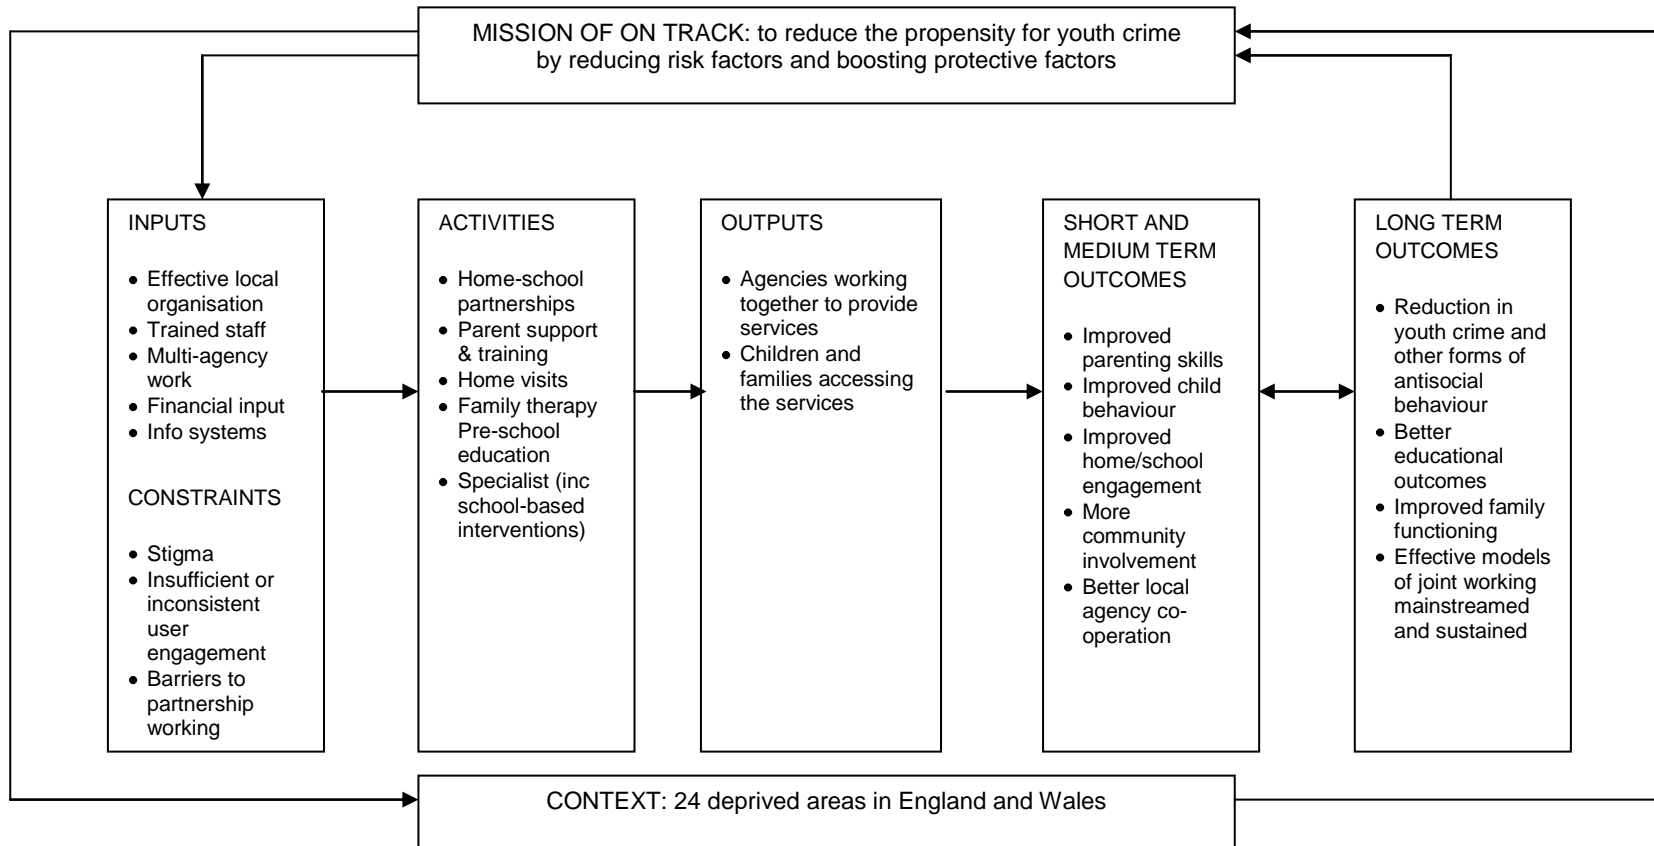 MISSION OF ON TRACK: to reduce the propensity for youth crime
by reducing risk factors and boosting protective factors
INPUTS
• Effective local
organisation
• Trained staff
• Multi-agency
work
• Financial input
• Info systems
CONSTRAINTS
• Stigma
• Insufficient or
inconsistent
user
engagement
• Barriers to
partnership
working
ACTIVITIES
• Home-school
partnerships
• Parent support
& training
• Home visits
• Family therapy
Pre-school
education
• Specialist (inc
school-based
interventions)
OUTPUTS
• Agencies working
together to provide
services
• Children and
families accessing
the services
SHORT AND
MEDIUM TERM
OUTCOMES
• Improved
parenting skills
• Improved child
behaviour
• Improved
home/school
engagement
• More
community
involvement
• Better local
agency co-
operation
LONG TERM
OUTCOMES
• Reduction in
youth crime and
other forms of
antisocial
behaviour
• Better
educational
outcomes
• Improved family
functioning
• Effective models
of joint working
mainstreamed
and sustained
CONTEXT: 24 deprived areas in England and Wales